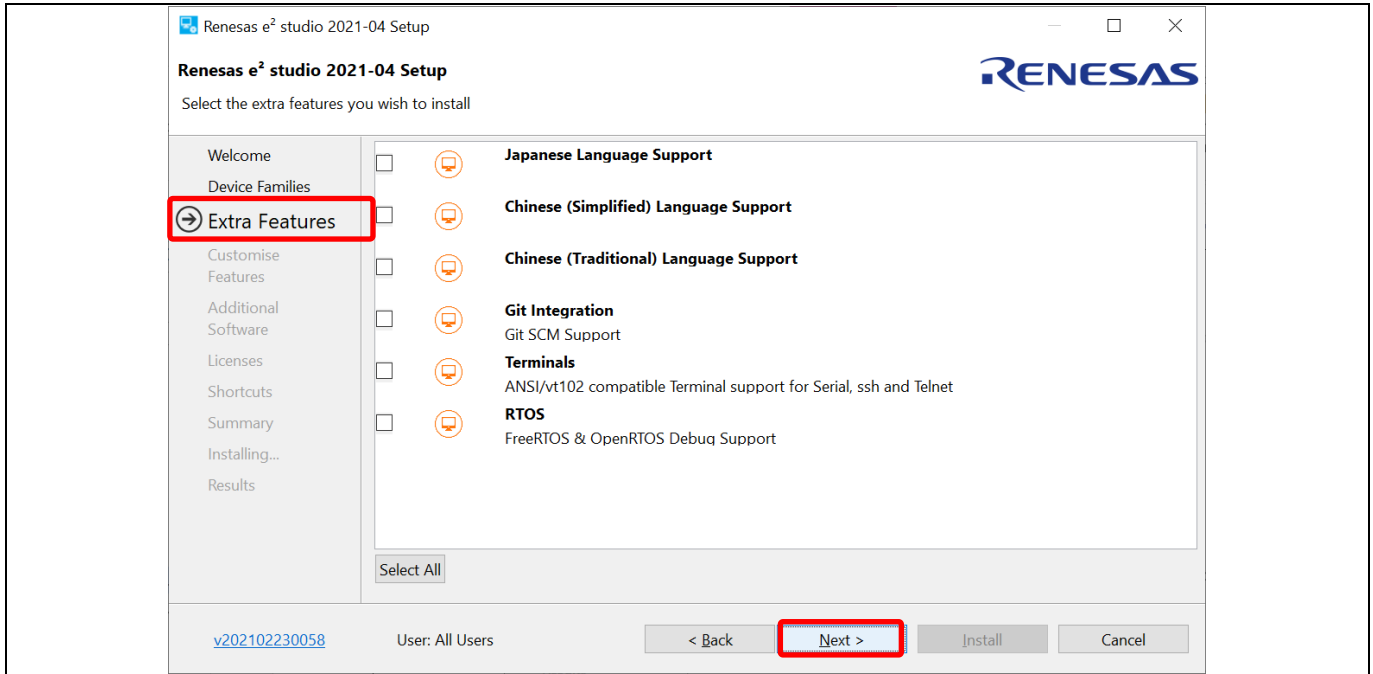 Renesas e² studio 2021-04 Setup
Renesas e² studio 2021-04 Setup
RENESAS
Select the extra features you wish to install
Welcome
Device Families
Extra Features
Customise
Features
Additional
Software
Licenses
Shortcuts
Summary
Installing...
Results
Japanese Language Support
Chinese (Simplified) Language Support
Chinese (Traditional) Language Support
Git Integration
Git SCM Support
Terminals
ANSI/vt102 compatible Terminal support for Serial, ssh and Telnet
RTOS
FreeRTOS & OpenRTOS Debug Support
Select All
v202102230058
User: All Users
< Back
Next >
Install
Cancel